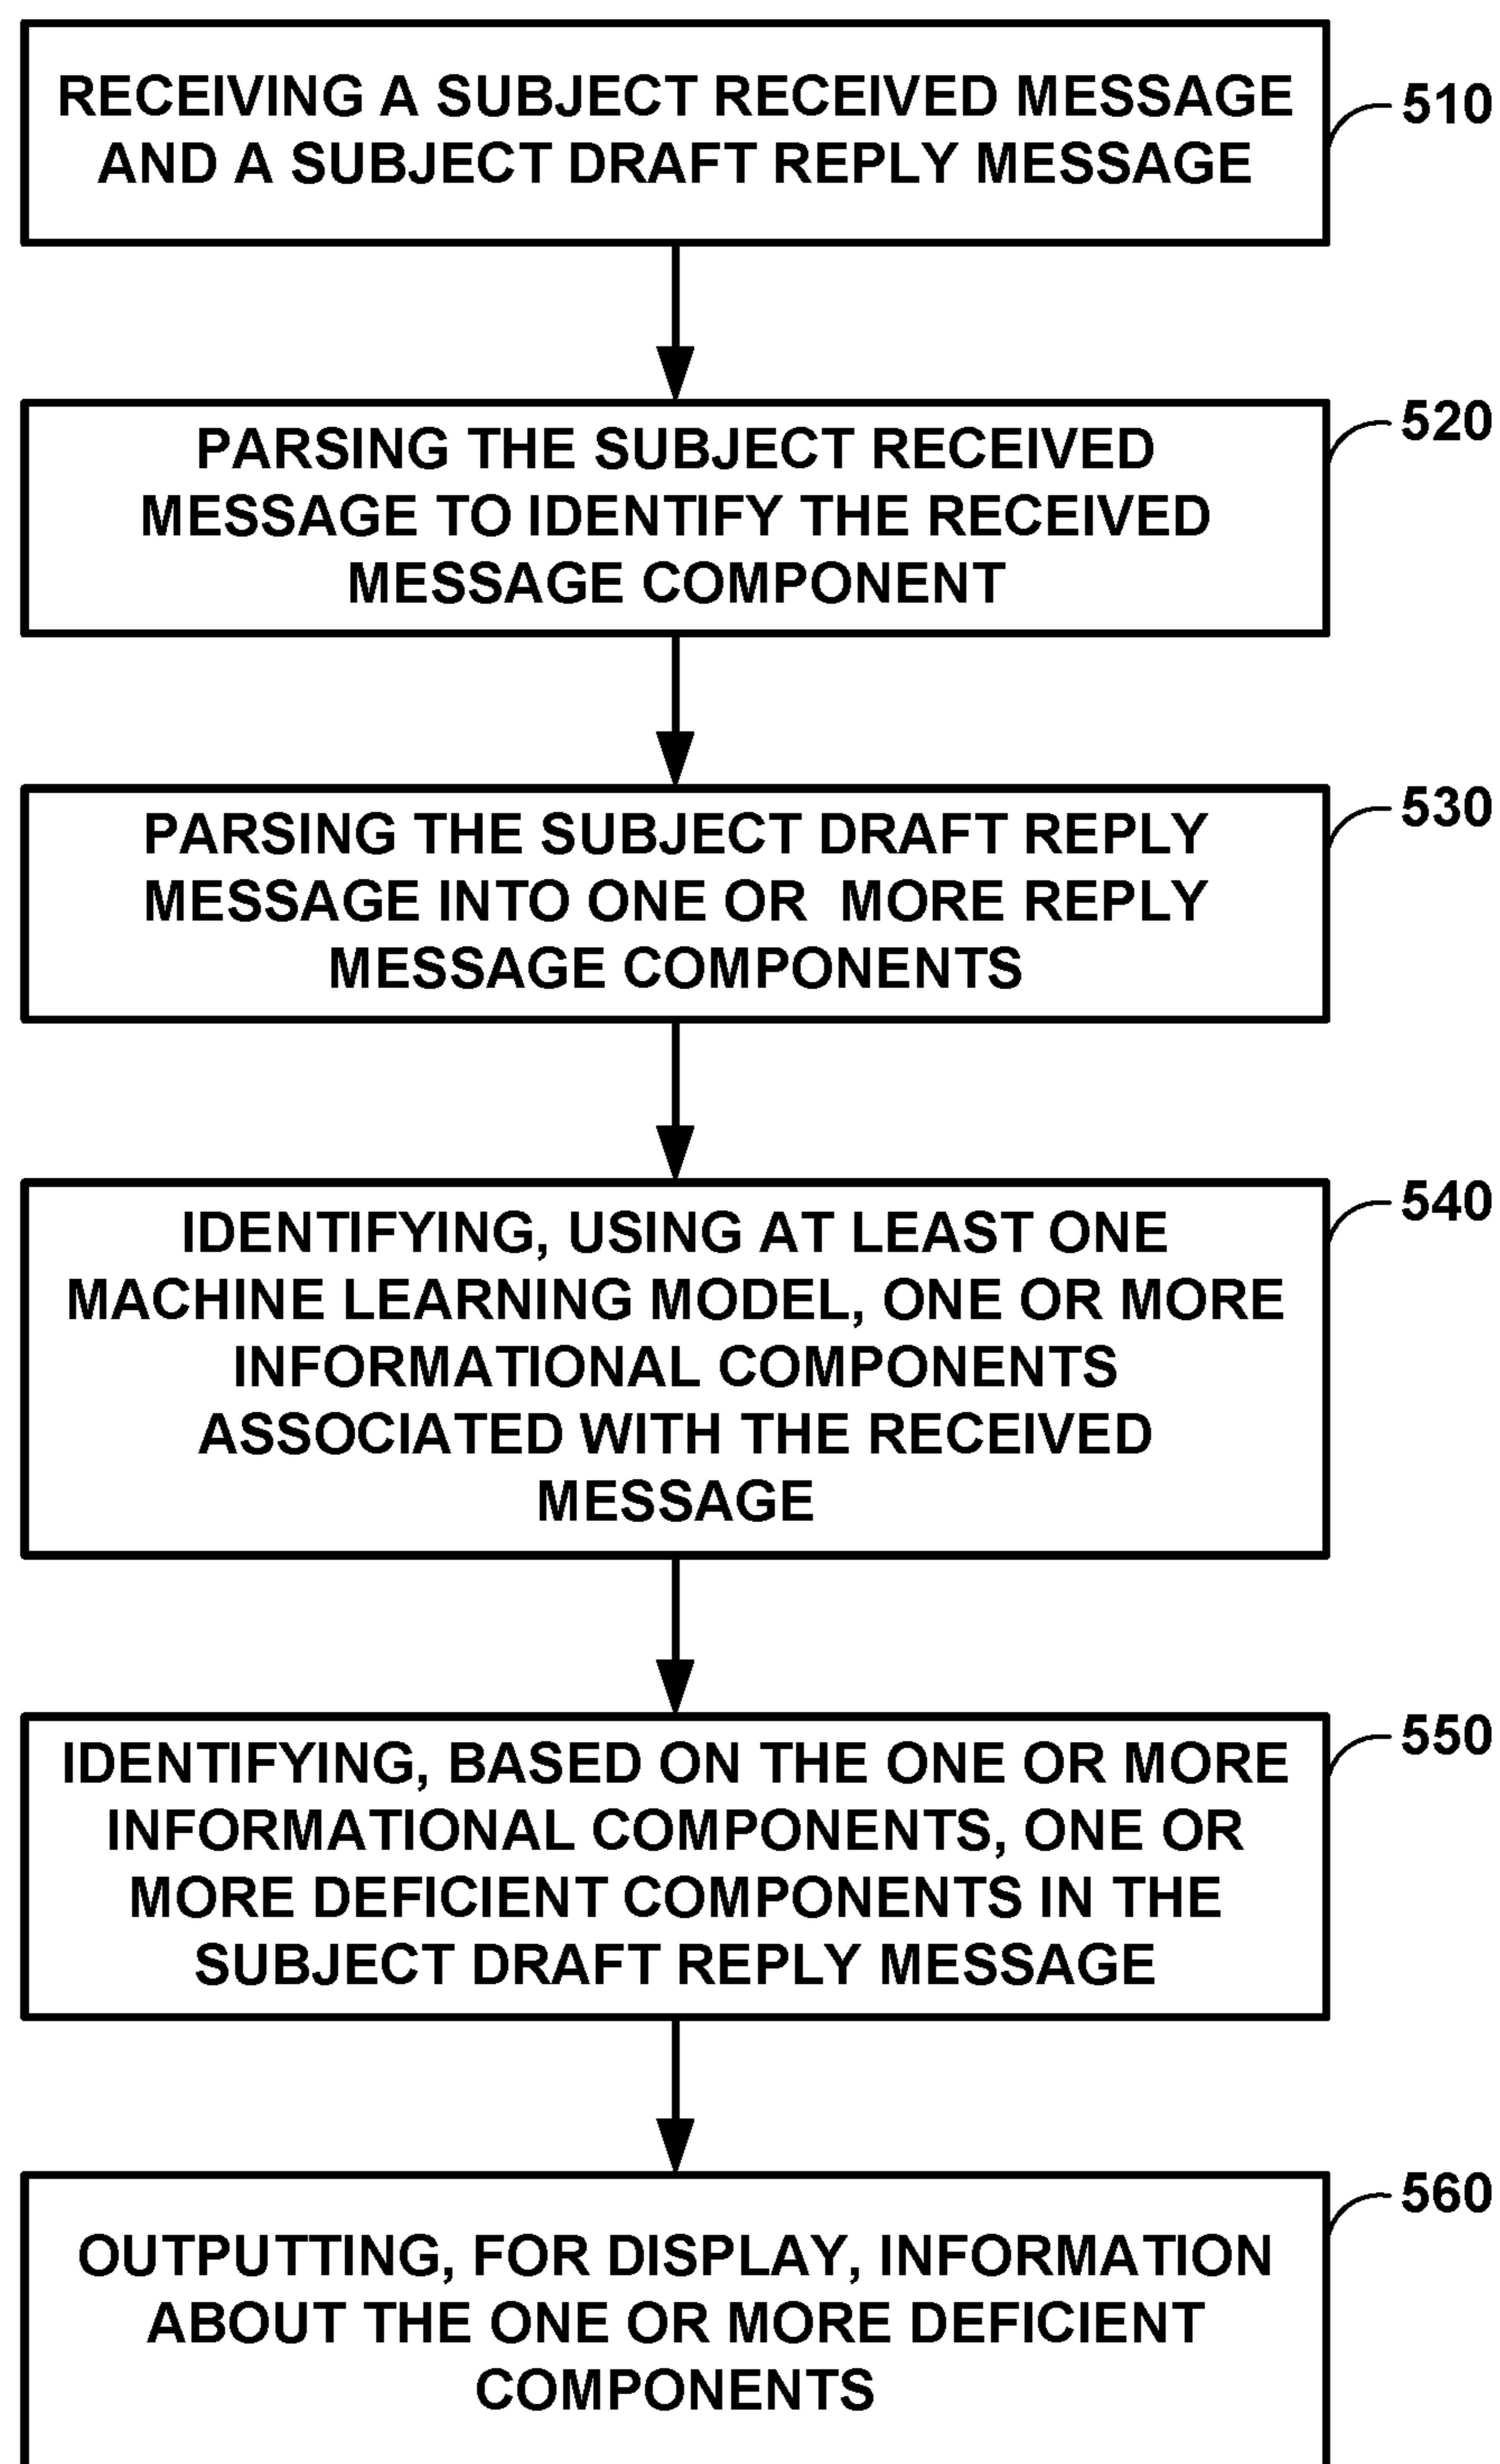 RECEIVING A SUBJECT RECEIVED MESSAGE
AND A SUBJECT DRAFT REPLY MESSAGE
510
PARSING THE SUBJECT RECEIVED
MESSAGE TO IDENTIFY THE RECEIVED
MESSAGE COMPONENT
520
PARSING THE SUBJECT DRAFT REPLY
MESSAGE INTO ONE OR MORE REPLY
MESSAGE COMPONENTS
530
IDENTIFYING, USING AT LEAST ONE
MACHINE LEARNING MODEL, ONE OR MORE
INFORMATIONAL COMPONENTS
ASSOCIATED WITH THE RECEIVED
MESSAGE
540
IDENTIFYING, BASED ON THE ONE OR MORE
INFORMATIONAL COMPONENTS, ONE OR
MORE DEFICIENT COMPONENTS IN THE
SUBJECT DRAFT REPLY MESSAGE
550
OUTPUTTING, FOR DISPLAY, INFORMATION
ABOUT THE ONE OR MORE DEFICIENT
COMPONENTS
560